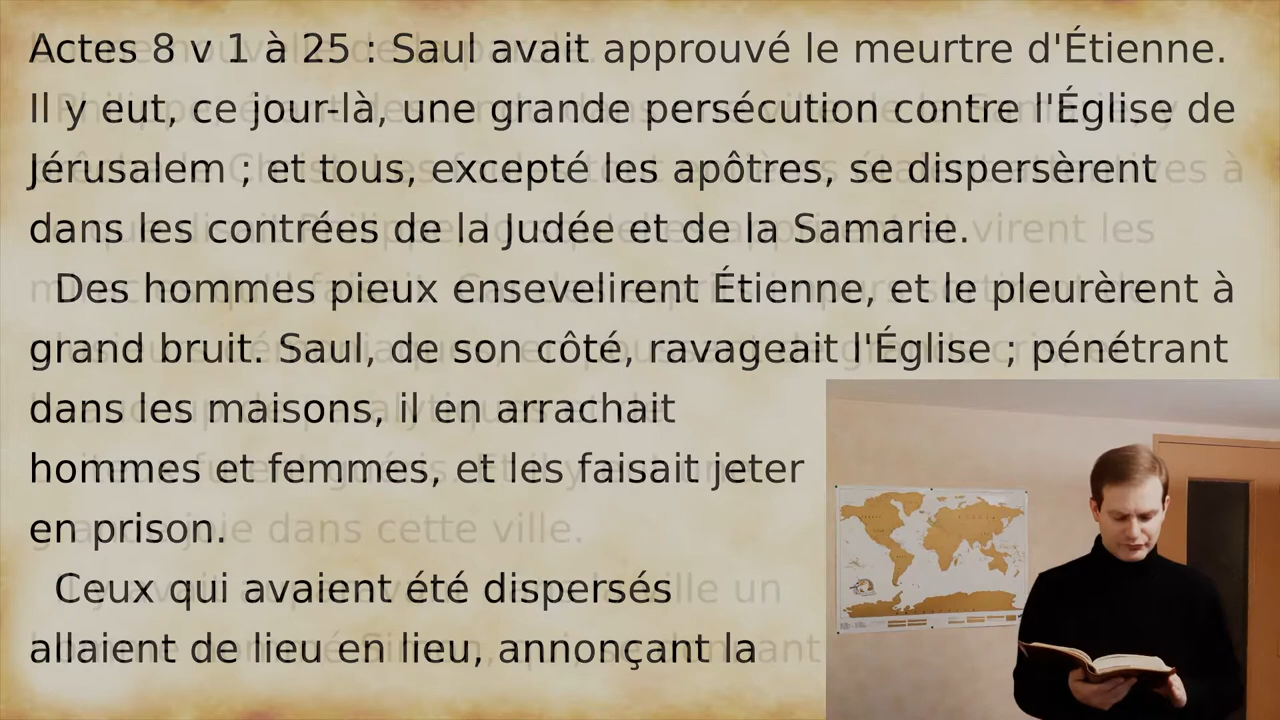 Actes 8 v 1 à 25 : Saul avait approuvé le meurtre d'Étienne.
Il y eut, ce jour-là, une grande persécution contre l'Église de
Jérusalem ; et tous, excepté les apôtres, se dispersèrent
dans les contrées de la Judée et de la Samarie.
Des hommes pieux ensevelirent Étienne, et le pleurèrent à
grand bruit. Saul, de son côté, ravageait l'Église ; pénétrant
dans les maisons, il en arrachait
hommes et femmes, et les faisait jeter
en prison.
Ceux qui avaient été dispersés
allaient de lieu en lieu, annonçant la